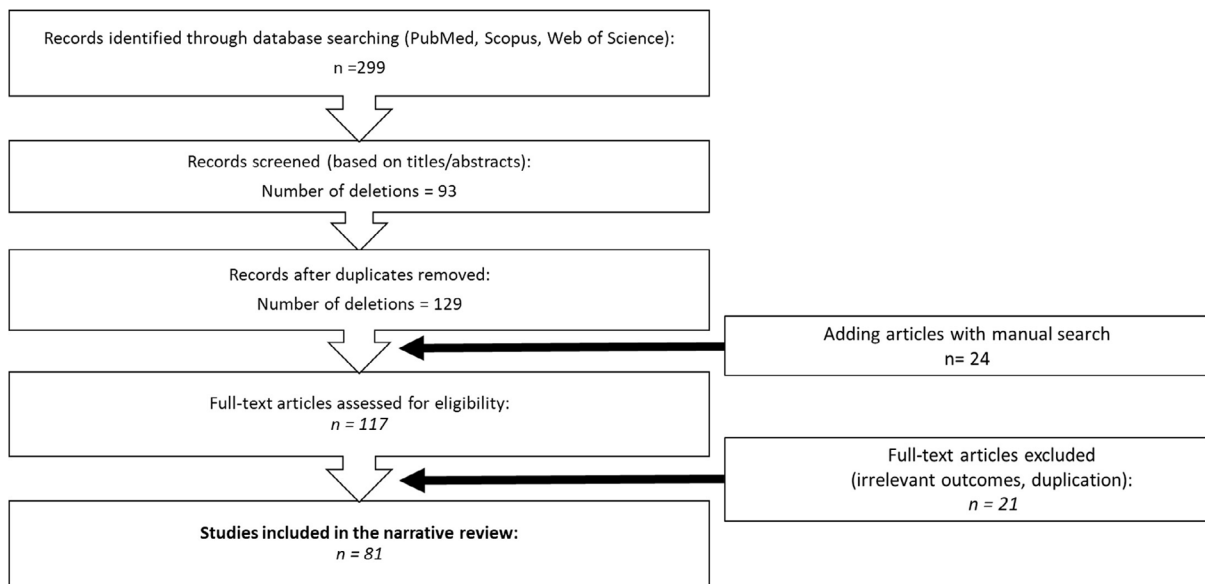 Records identified through database searching (PubMed, Scopus, Web of Science):
n =299
Records screened (based on titles/abstracts):
Number of deletions = 93
Records after duplicates removed:
Number of deletions = 129
Adding articles with manual search
n= 24
Full-text articles assessed for eligibility:
n = 117
Full-text articles excluded
(irrelevant outcomes, duplication):
n = 21
Studies included in the narrative review:
n = 81